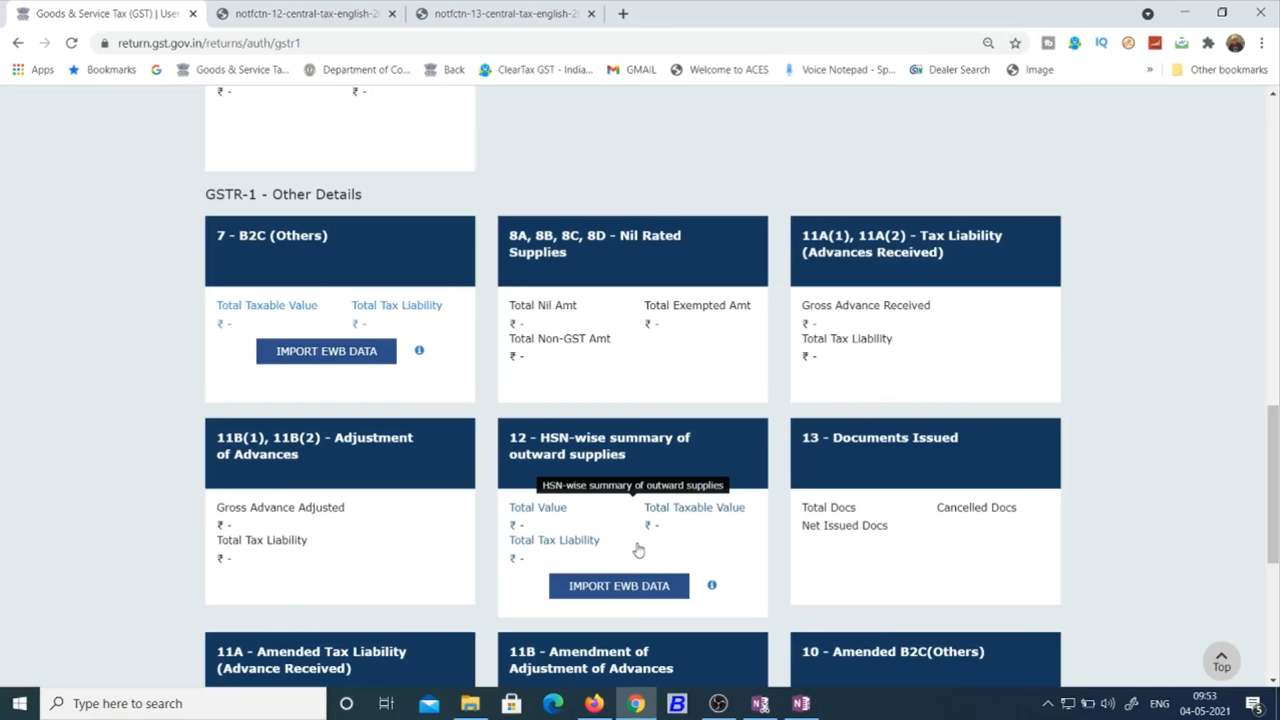 Goods & Service Tax (GST) | User
notfctn-12-central-tax-english-2
notfctn-13-central-tax-english-2
return.gst.gov.in/returns/auth/gstr1
Apps
Bookmarks
Goods & Service Ta...
Department of Co...
Back
ClearTax GST - India...
GMAIL
Welcome to ACES
Voice Notepad - Sp...
Dealer Search
Image
»
Other bookmarks
₹ -
₹ -
GSTR-1 - Other Details
7 - B2C (Others)
Total Taxable Value
Total Tax Liability
₹ -
₹ -
IMPORT EWB DATA
8A, 8B, 8C, 8D - Nil Rated
Supplies
Total Nil Amt
Total Exempted Amt
₹ -
₹ -
Total Non-GST Amt
₹ -
11A(1), 11A(2) - Tax Liability
(Advances Received)
Gross Advance Received
₹ -
Total Tax Liability
₹ -
11B(1), 11B(2) - Adjustment
of Advances
Gross Advance Adjusted
₹ -
Total Tax Liability
₹ -
12 - HSN-wise summary of
outward supplies
HSN-wise summary of outward supplies
Total Value
Total Taxable Value
₹ -
₹ -
Total Tax Liability
₹ -
IMPORT EWB DATA
13 - Documents Issued
Total Docs
Cancelled Docs
Net Issued Docs
11A - Amended Tax Liability
(Advance Received)
11B - Amendment of
Adjustment of Advances
10 - Amended B2C(Others)
Top
Type here to search
ENG
09:53
04-05-2021